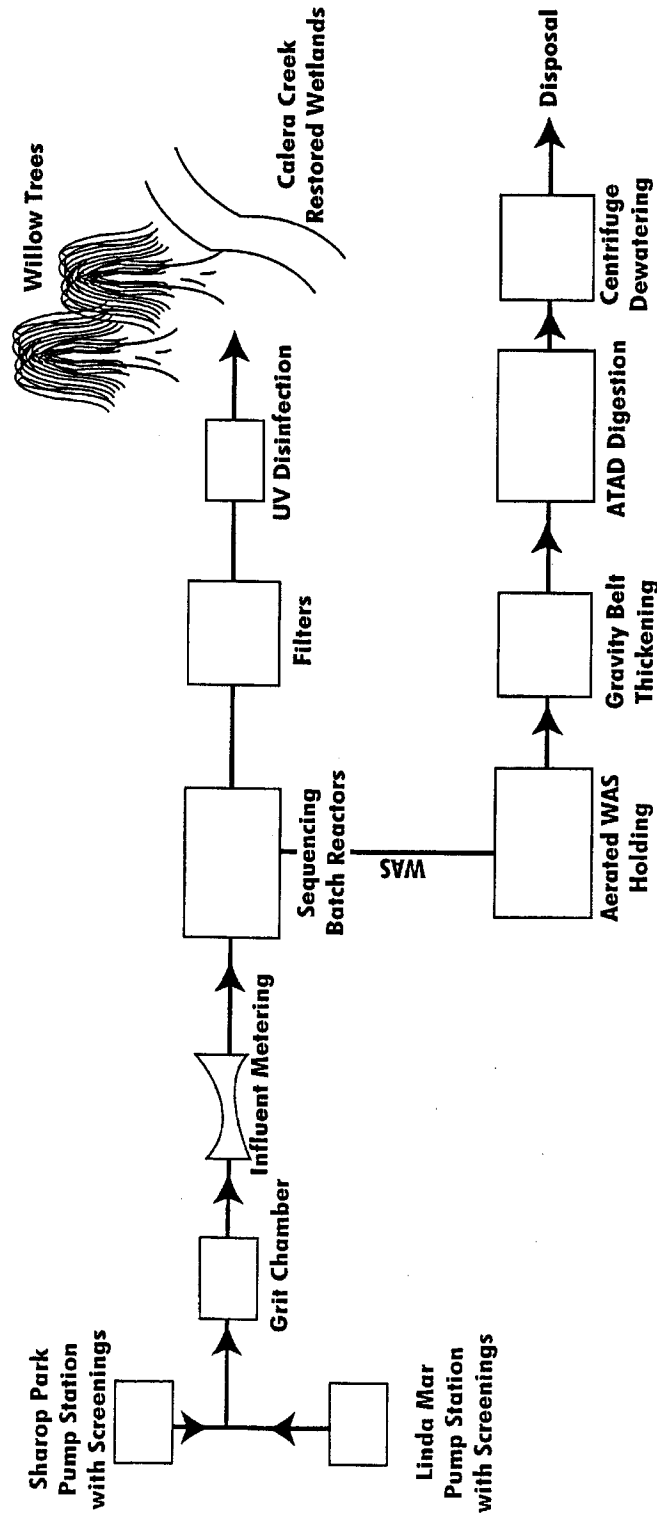 Sharop Park
Pump Station
with Screenings
Linda Mar
Pump Station
with Screenings
Grit Chamber
Influent Metering
Sequencing
Batch Reactors
Filters
UV Disinfection
Willow Trees
Calera Creek
Restored Wetlands
WAS
Aerated WAS
Holding
Gravity Belt
Thickening
ATAD Digestion
Centrifuge
Dewatering
Disposal